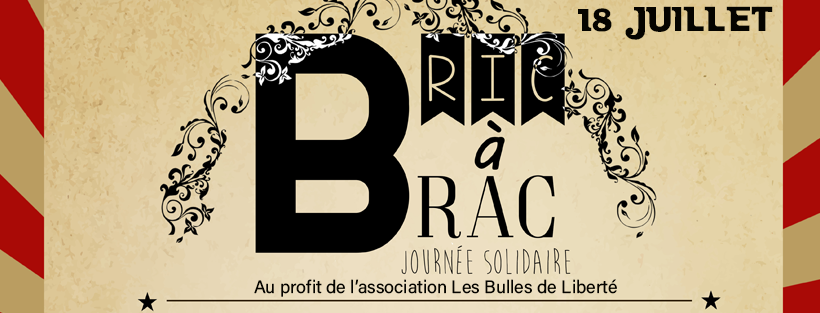 18 JUILLET
BRIC
à
BRAC
JOURNÉE SOLIDAIRE
Au profit de l'association Les Bulles de Liberté